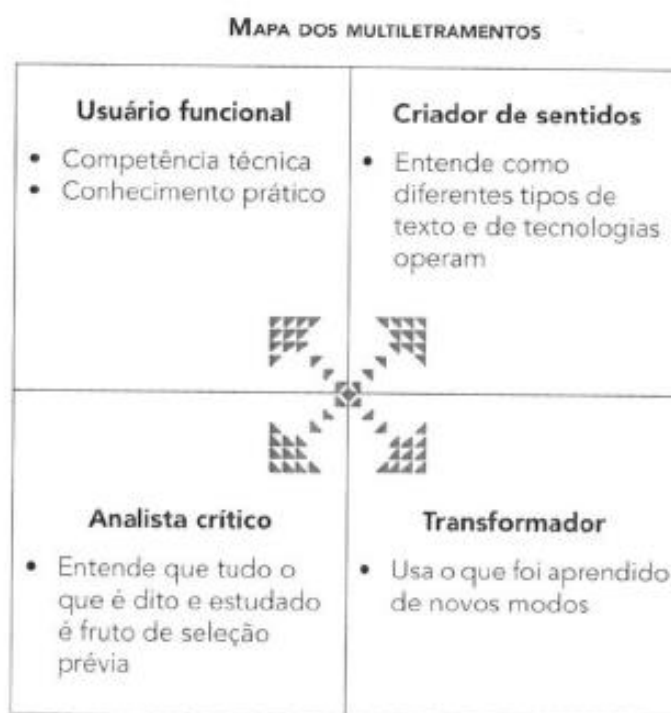 MAPA DOS MULTILETRAMENTOS
Usuário funcional
• Competência técnica
• Conhecimento prático
Criador de sentidos
• Entende como
diferentes tipos de
texto e de tecnologias
operam
Analista crítico
• Entende que tudo o
que é dito e estudado
é fruto de seleção
prévia
Transformador
• Usa o que foi aprendido
de novos modos